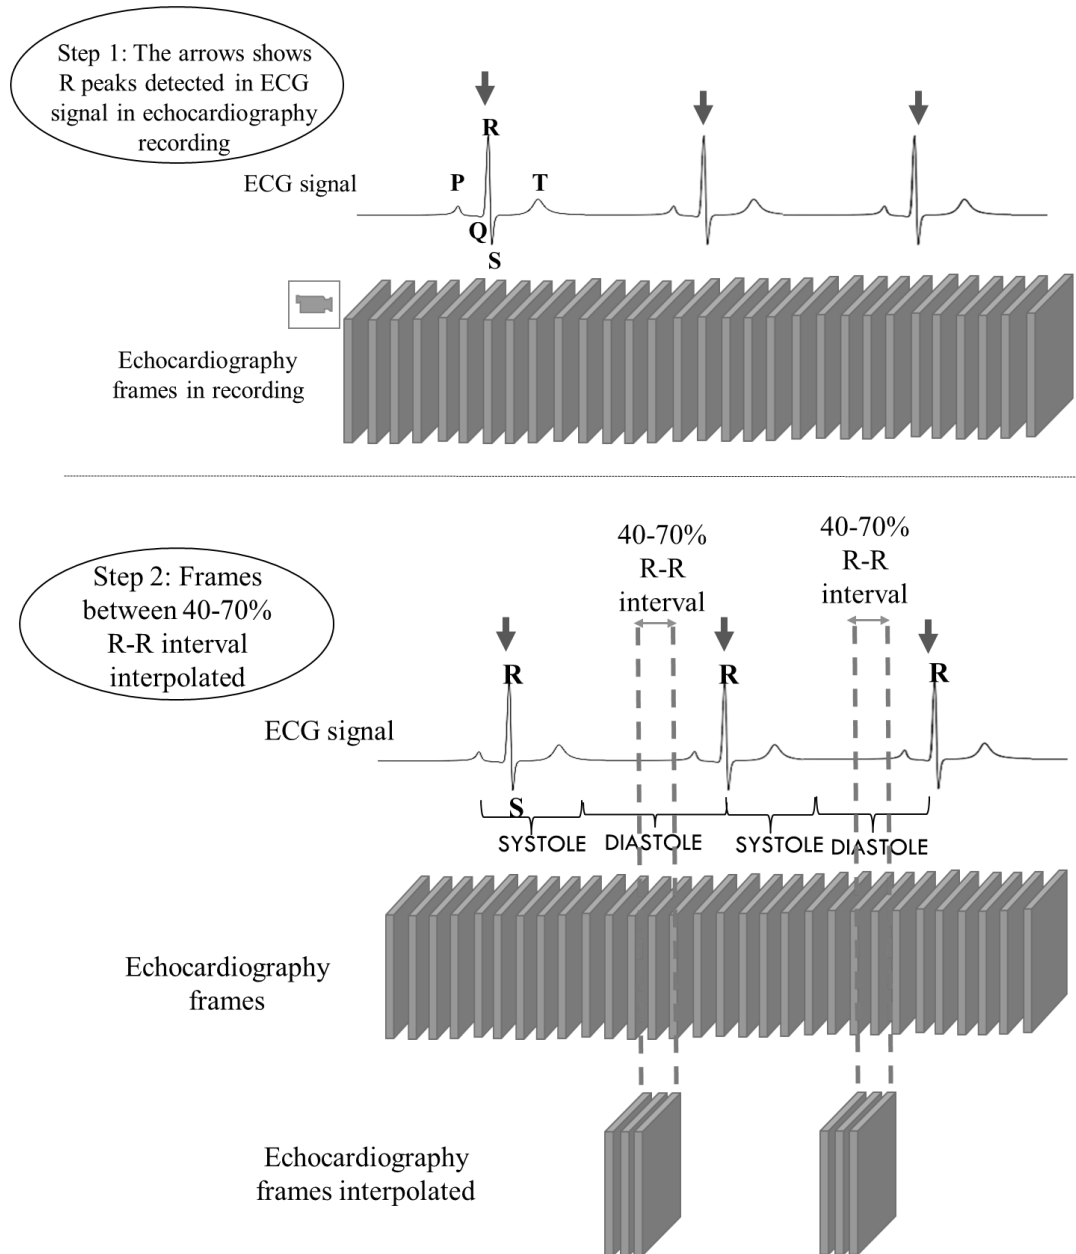 Step 1: The arrows shows
R peaks detected in ECG
signal in echocardiography
recording
R
P
T
ECG signal
Q
S
Echocardiography
frames in recording
40-70%
R-R
interval
40-70%
R-R
interval
Step 2: Frames
between 40-70%
R-R interval
interpolated
R
R
R
ECG signal
S
SYSTOLE
DIASTOLE
SYSTOLE
DIASTOLE
Echocardiography
frames
Echocardiography
frames interpolated